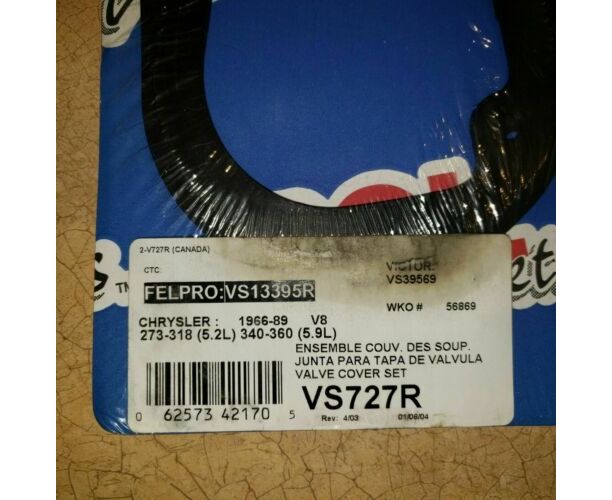 2-V727R (CANADA)
CTC:
FELPRO:VS13395R
VICTOR:
VS39569
WKO # 56869
CHRYSLER : 1966-89 V8
273-318 (5.2L) 340-360 (5.9L)
ENSEMBLE COUV. DES SOUP.
JUNTA PARA TAPA DE VALVULA
VALVE COVER SET
VS727R
0 62573 42170 5
Rev: 4/03 01/06/04
TM